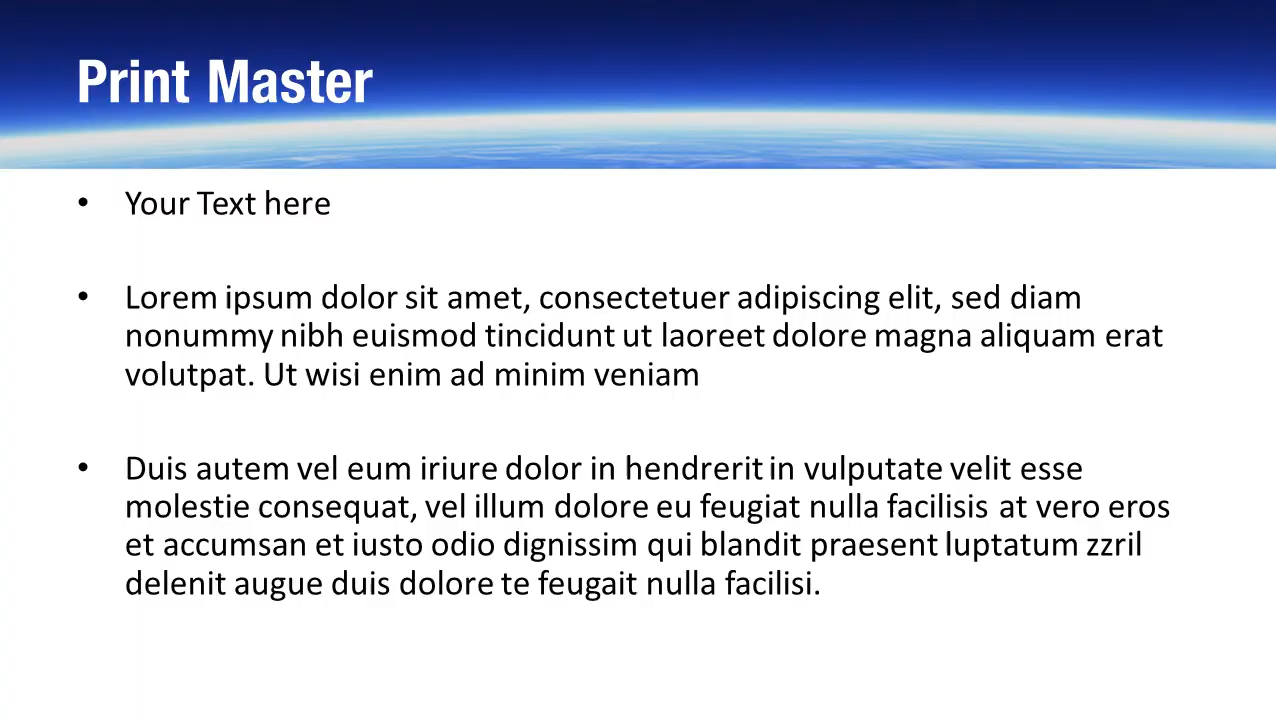 Print Master
• Your Text here
• Lorem ipsum dolor sit amet, consectetuer adipiscing elit, sed diam
nonummy nibh euismod tincidunt ut laoreet dolore magna aliquam erat
volutpat. Ut wisi enim ad minim veniam
• Duis autem vel eum iriure dolor in hendrerit in vulputate velit esse
molestie consequat, vel illum dolore eu feugiat nulla facilisis at vero eros
et accumsan et iusto odio dignissim qui blandit praesent luptatum zzril
delenit augue duis dolore te feugait nulla facilisi.